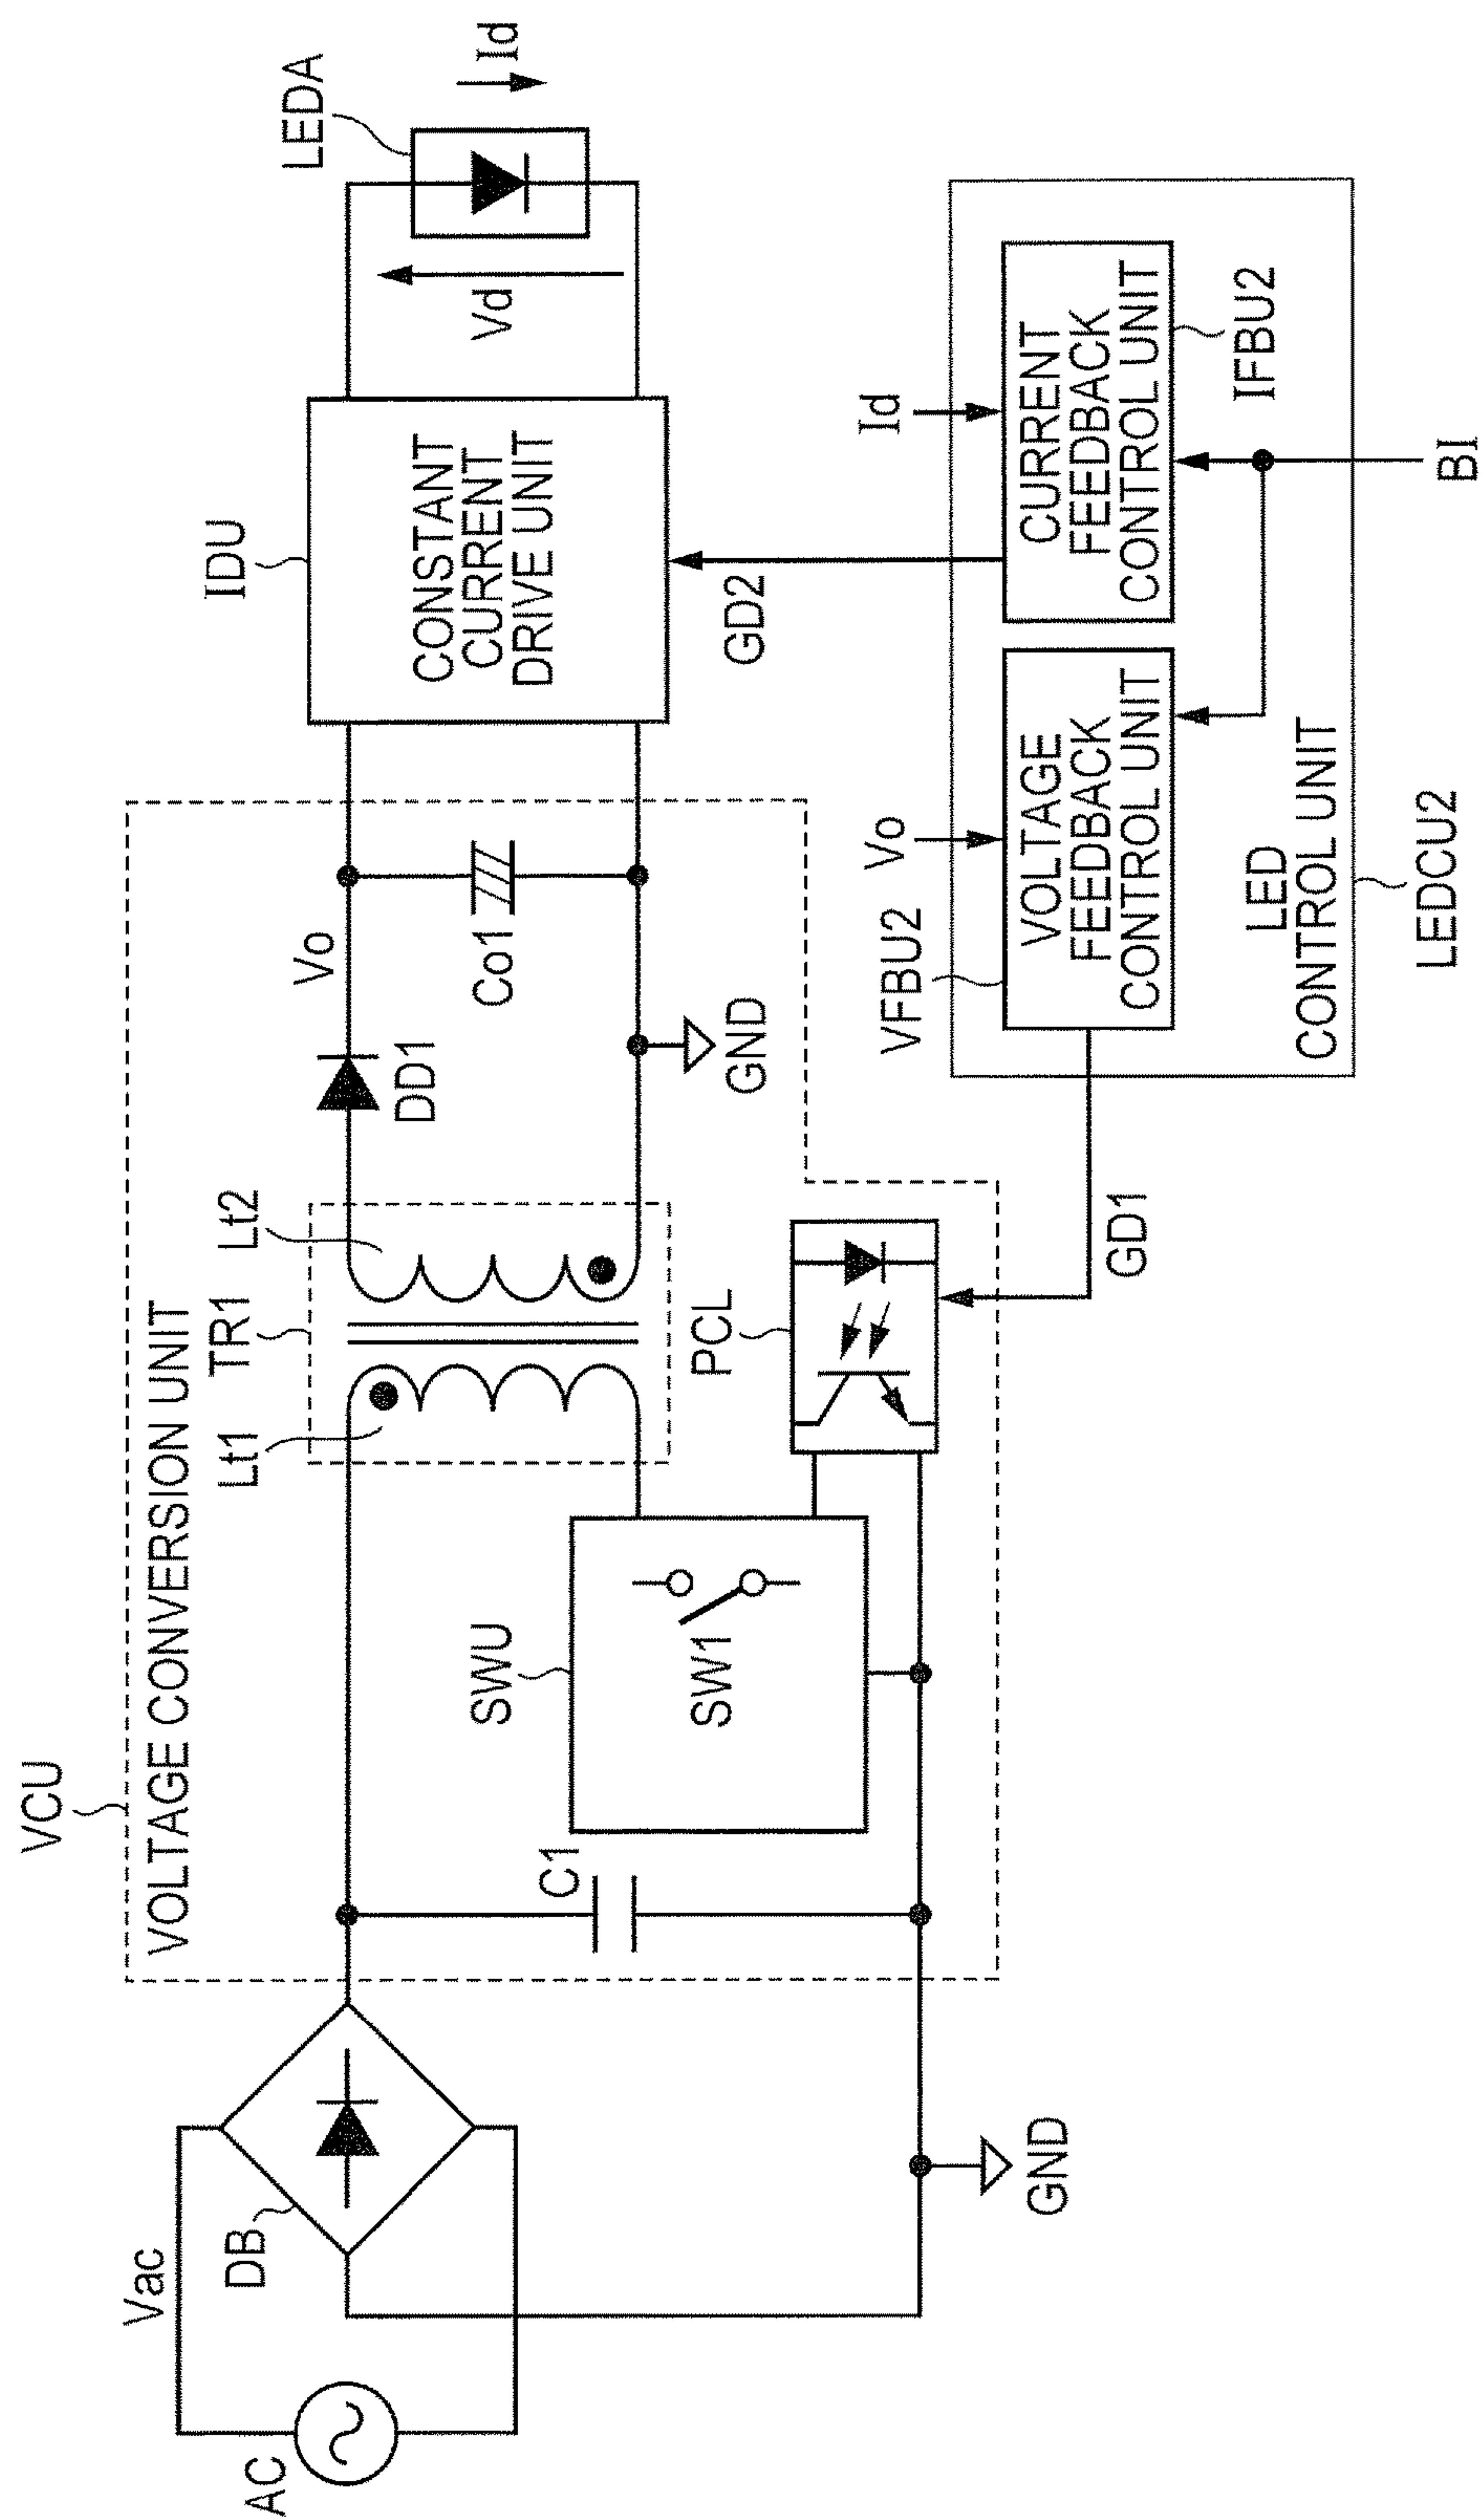 VCU
VOLTAGE CONVERSION UNIT
Vac
AC
DB
GND
C1
SWU
SW1
Lt1
TR1
Lt2
PCL
DD1
Vo
Co1
GND
IDU
CONSTANT
CURRENT
DRIVE UNIT
LEDA
Id
Vd
GD2
GD1
VFBU2
Vo
VOLTAGE
FEEDBACK
CONTROL UNIT
Id
CURRENT
FEEDBACK
CONTROL UNIT
IFBU2
LED
CONTROL UNIT
LEDCU2
BI